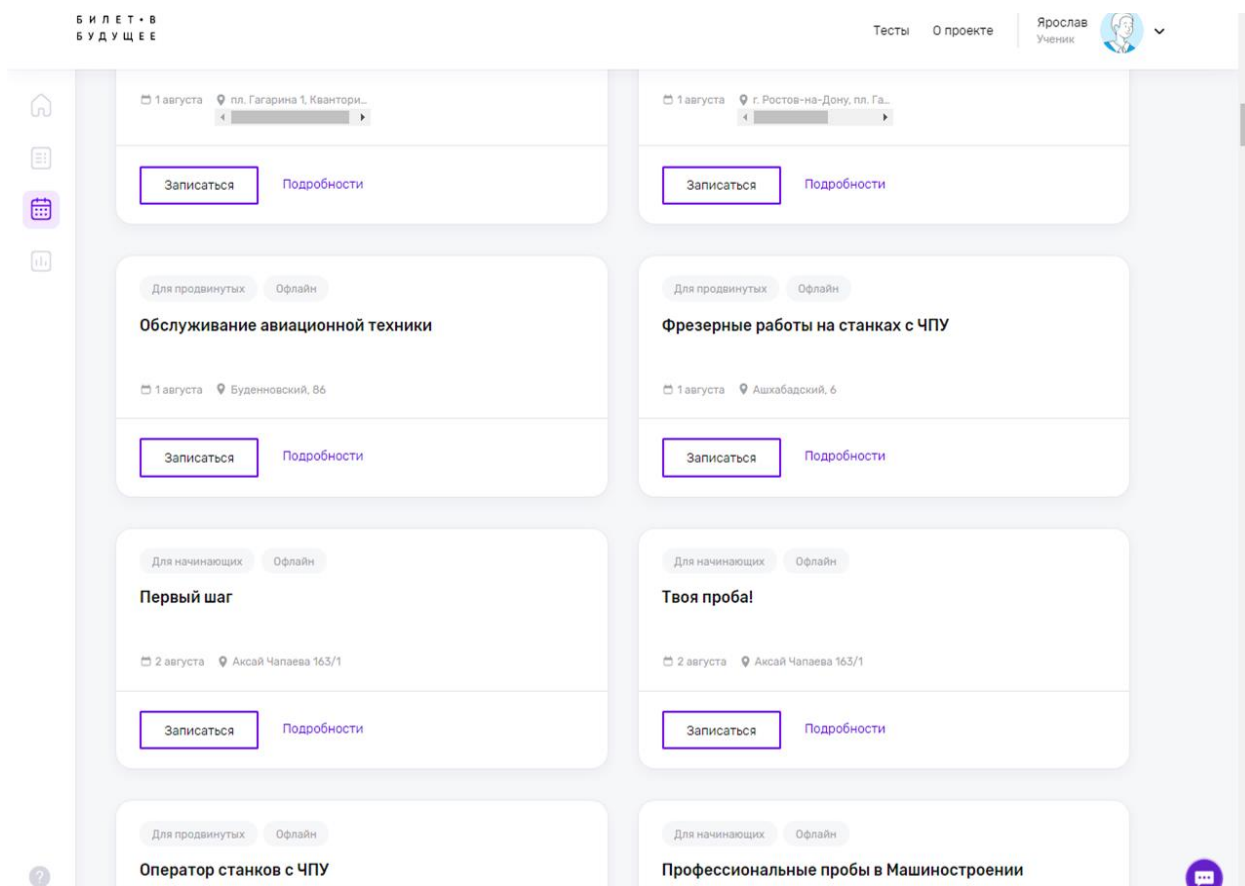 БИЛЕТ•В
БУДУЩЕЕ
Тесты О проекте
Ярослав
Ученик
1 августа пл. Гагарина 1, Квантори...
1 августа г. Ростов-на-Дону, пл. Га...
Записаться Подробности
Записаться Подробности
Для продвинутых Офлайн
Обслуживание авиационной техники
1 августа Буденновский, 86
Записаться Подробности
Для продвинутых Офлайн
Фрезерные работы на станках с ЧПУ
1 августа Ашхабадский, 6
Записаться Подробности
Для начинающих Офлайн
Первый шаг
2 августа Аксай Чапаева 163/1
Записаться Подробности
Для начинающих Офлайн
Твоя проба!
2 августа Аксай Чапаева 163/1
Записаться Подробности
Для продвинутых Офлайн
Оператор станков с ЧПУ
Для начинающих Офлайн
Профессиональные пробы в Машиностроении
?